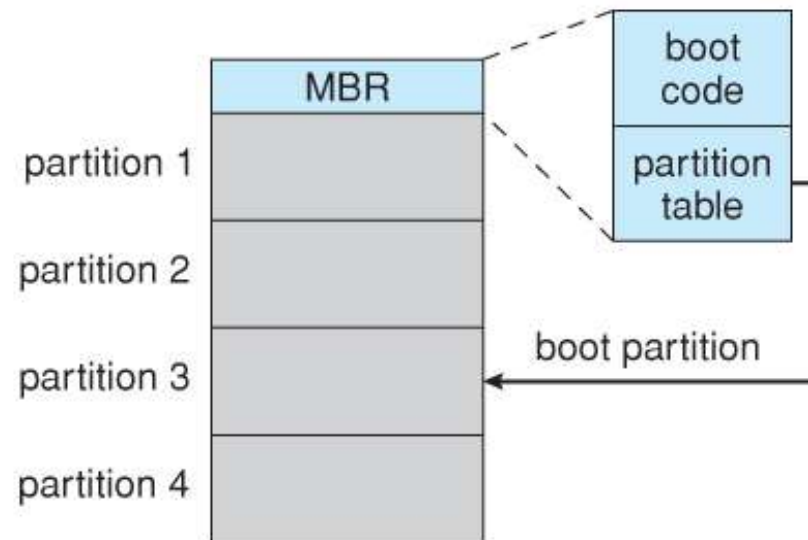 MBR
boot
code
partition
table
partition 1
partition 2
partition 3
partition 4
boot partition